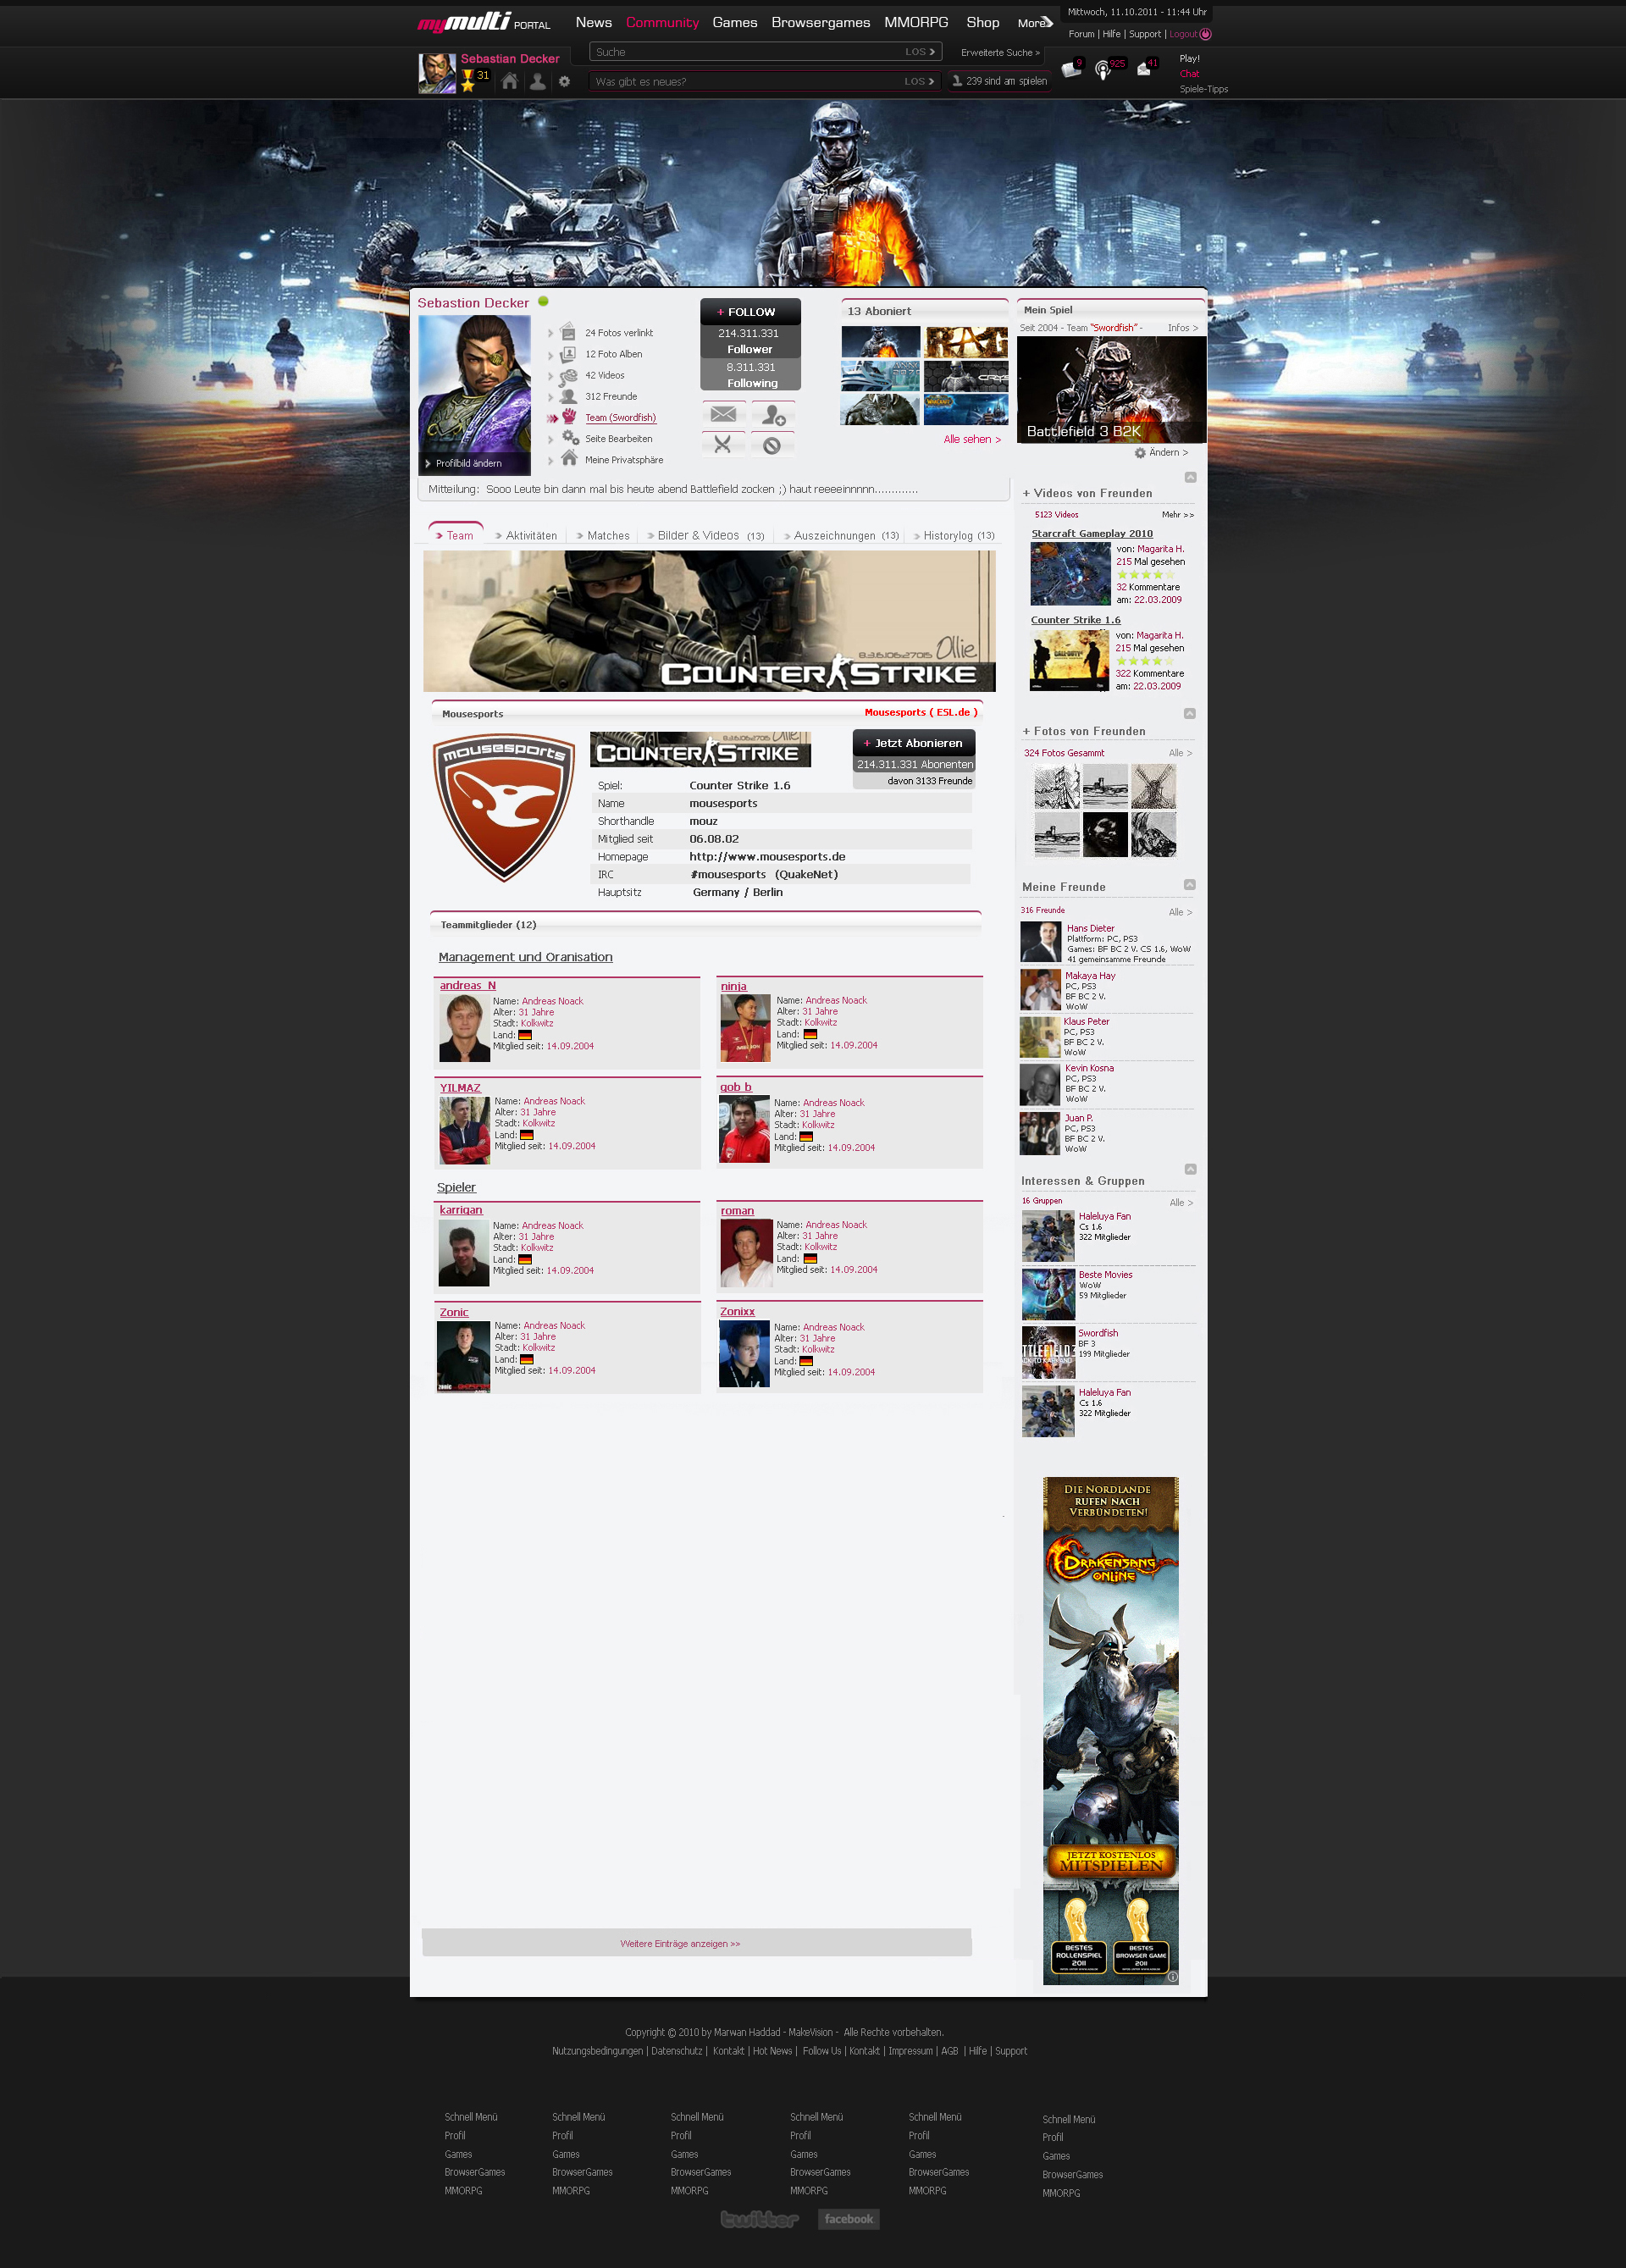 mymulti PORTAL
News Community Games Browsergames MMORPG Shop More
Mittwoch, 11.10.2011 - 11:44 Uhr
Forum | Hilfe | Support | Logout
Suche LOS
Erweiterte Suche >
Sebastian Decker
31
Was gibt es neues? LOS
239 sind am spielen
9
925
41
Play!
Chat
Spiele-Tipps
Sebastion Decker
Profilbild ändern
24 Fotos verlinkt
12 Foto Alben
42 Videos
312 Freunde
Team (Swordfish)
Seite Bearbeiten
Meine Privatsphäre
+ FOLLOW
214.311.331
Follower
8.311.331
Following
13 Aboniert
Alle sehen >
Mein Spiel
Seit 2004 - Team "Swordfish" - Infos >
Battlefield 3 B2K
Ändern >
Mitteilung: Sooo Leute bin dann mal bis heute abend Battlefield zocken ;) haut reeeeinnnnn.............
Team
Aktivitäten
Matches
Bilder & Videos (13)
Auszeichnungen (13)
Historylog (13)
Ollie
8.3.6.106:2705
COUNTER STRIKE
Mousesports
Mousesports ( ESL.de )
mousesports
8.3.6.106:2705 Ollie
COUNTER STRIKE
+ Jetzt Abonieren
214.311.331 Abonenten
davon 3133 Freunde
Spiel: Counter Strike 1.6
Name mousesports
Shorthandle mouz
Mitglied seit 06.08.02
Homepage http://www.mousesports.de
IRC #mousesports (QuakeNet)
Hauptsitz Germany / Berlin
Teammitglieder (12)
Management und Oranisation
andreas_N
Name: Andreas Noack
Alter: 31 Jahre
Stadt: Kolkwitz
Land:
Mitglied seit: 14.09.2004
ninja
Name: Andreas Noack
Alter: 31 Jahre
Stadt: Kolkwitz
Land:
Mitglied seit: 14.09.2004
YILMAZ
Name: Andreas Noack
Alter: 31 Jahre
Stadt: Kolkwitz
Land:
Mitglied seit: 14.09.2004
gob b
Name: Andreas Noack
Alter: 31 Jahre
Stadt: Kolkwitz
Land:
Mitglied seit: 14.09.2004
Spieler
karrigan
Name: Andreas Noack
Alter: 31 Jahre
Stadt: Kolkwitz
Land:
Mitglied seit: 14.09.2004
roman
Name: Andreas Noack
Alter: 31 Jahre
Stadt: Kolkwitz
Land:
Mitglied seit: 14.09.2004
Zonic
Name: Andreas Noack
Alter: 31 Jahre
Stadt: Kolkwitz
Land:
Mitglied seit: 14.09.2004
Zonixx
Name: Andreas Noack
Alter: 31 Jahre
Stadt: Kolkwitz
Land:
Mitglied seit: 14.09.2004
Weitere Einträge anzeigen >>
+ Videos von Freunden
5123 Videos Mehr >>
Starcraft Gameplay 2010
von: Magarita H.
215 Mal gesehen
32 Kommentare
am: 22.03.2009
Counter Strike 1.6
von: Magarita H.
215 Mal gesehen
322 Kommentare
am: 22.03.2009
+ Fotos von Freunden
324 Fotos Gesammt Alle >
Meine Freunde
316 Freunde Alle >
Hans Dieter
Plattform: PC, PS3
Games: BF BC 2 V. CS 1.6, WoW
41 gemeinsamme Freunde
Makaya Hay
PC, PS3
BF BC 2 V.
WoW
Klaus Peter
PC, PS3
BF BC 2 V.
WoW
Kevin Kosna
PC, PS3
BF BC 2 V.
WoW
Juan P.
PC, PS3
BF BC 2 V.
WoW
Interessen & Gruppen
16 Gruppen Alle >
Haleluya Fan
Cs 1.6
322 Mitglieder
Beste Movies
WoW
59 Mitglieder
Swordfish
BF 3
199 Mitglieder
Haleluya Fan
Cs 1.6
322 Mitglieder
DIE NORDLANDE
RUFEN NACH
VERBÜNDETEN!
DRAKENSANG
ONLINE
JETZT KOSTENLOS
MITSPIELEN
BESTES
ROLLENSPIEL
2011
BESTES
BROWSER GAME
2011
Copyright © 2010 by Marwan Haddad - MakeVision - Alle Rechte vorbehalten.
Nutzungsbedingungen | Datenschutz | Kontakt | Hot News | Follow Us | Kontakt | Impressum | AGB | Hilfe | Support
Schnell Menü
Profil
Games
BrowserGames
MMORPG
Schnell Menü
Profil
Games
BrowserGames
MMORPG
Schnell Menü
Profil
Games
BrowserGames
MMORPG
Schnell Menü
Profil
Games
BrowserGames
MMORPG
Schnell Menü
Profil
Games
BrowserGames
MMORPG
Schnell Menü
Profil
Games
BrowserGames
MMORPG
twitter
facebook